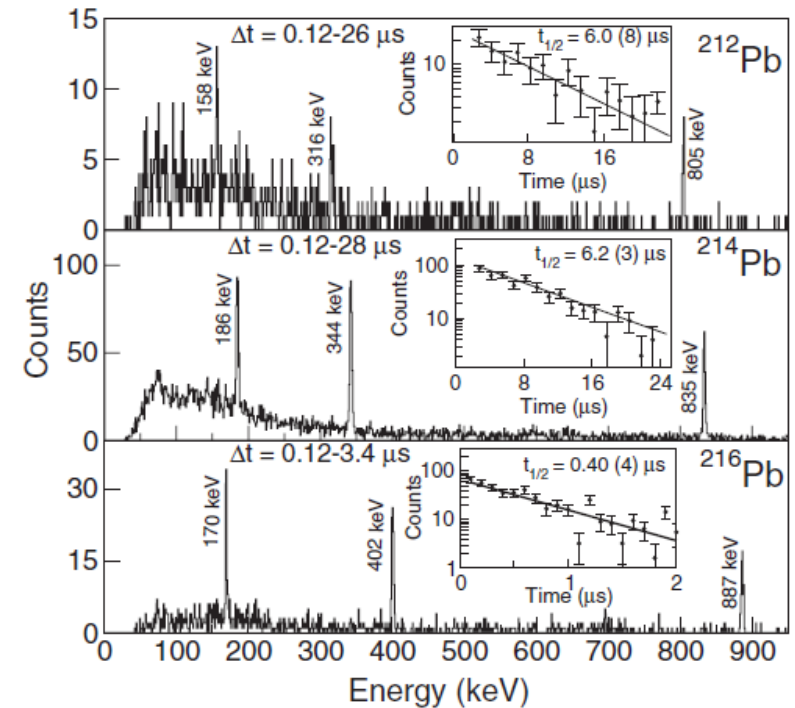 15
10
5
0
Δt = 0.12-26 μs
158 keV
316 keV
805 keV
²¹²Pb
Counts
10
t₁/₂ = 6.0 (8) μs
0
8
16
Time (μs)
100
50
0
Δt = 0.12-28 μs
186 keV
344 keV
835 keV
²¹⁴Pb
Counts
100
10
t₁/₂ = 6.2 (3) μs
0
8
16
24
Time (μs)
30
15
0
Δt = 0.12-3.4 μs
170 keV
402 keV
887 keV
²¹⁶Pb
Counts
100
10
1
t₁/₂ = 0.40 (4) μs
0
1
2
Time (μs)
Counts
0 100 200 300 400 500 600 700 800 900
Energy (keV)